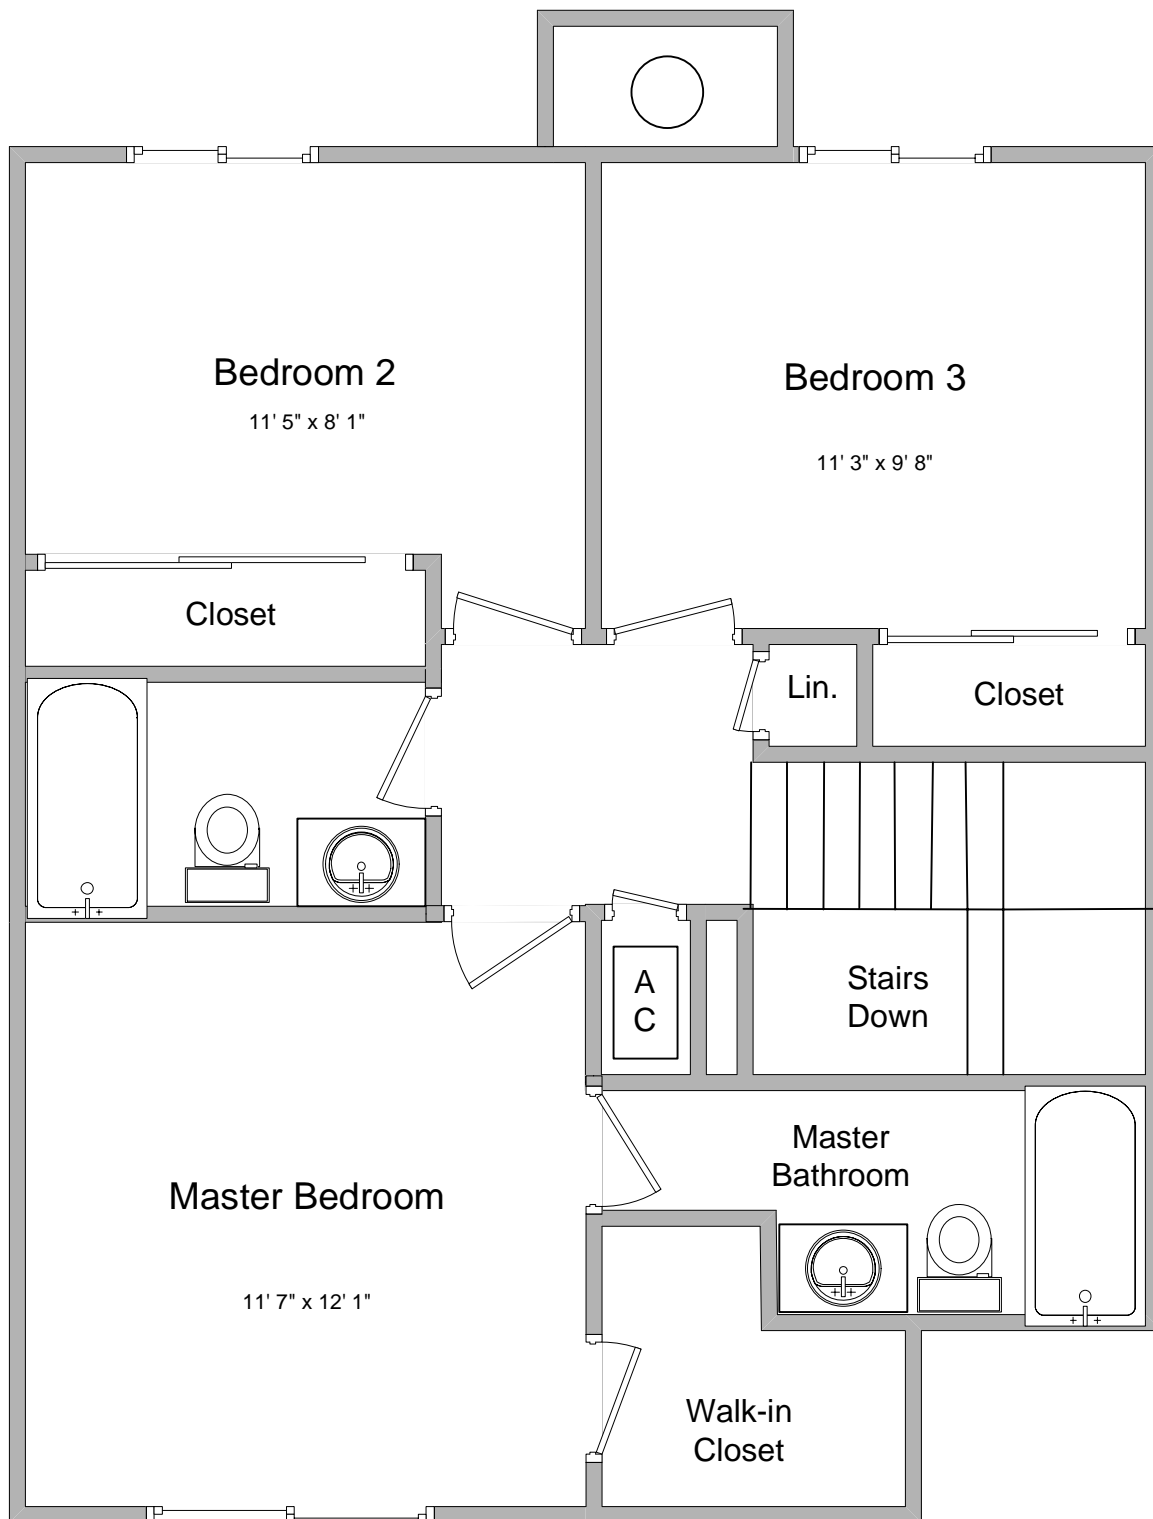 Bedroom 2
11' 5" x 8' 1"
Bedroom 3
11' 3" x 9' 8"
Closet
Lin.
Closet
A
C
Stairs
Down
Master
Bathroom
Master Bedroom
11' 7" x 12' 1"
Walk-in
Closet